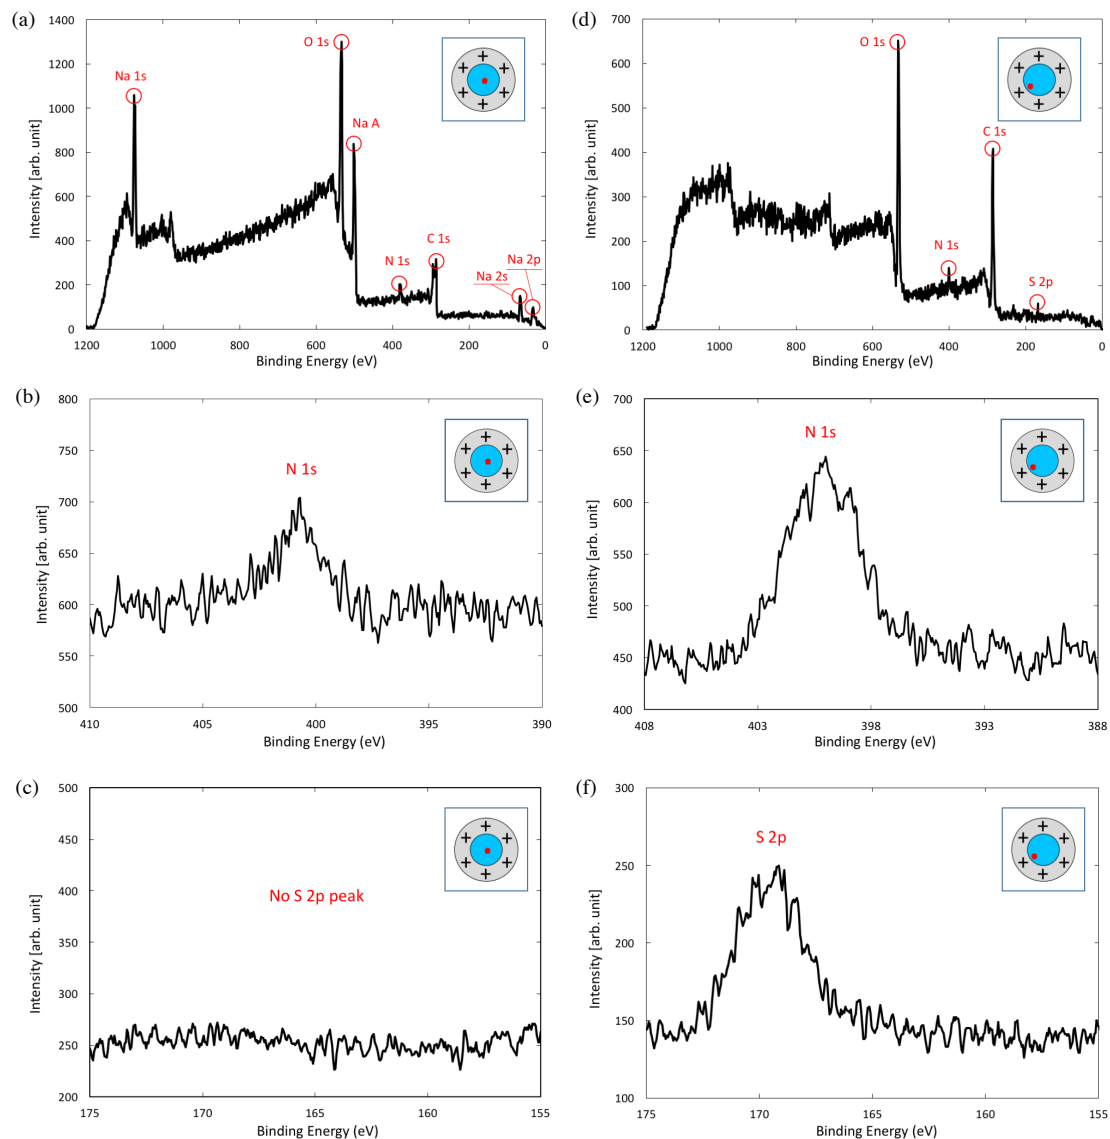 (a)
1400
1200
1000
800
600
400
200
0
1200 1000 800 600 400 200 0
Intensity [arb. unit]
Binding Energy (eV)
Na 1s
O 1s
Na A
N 1s
C 1s
Na 2s
Na 2p
+ + + + + +
(d)
700
600
500
400
300
200
100
0
1200 1000 800 600 400 200 0
Intensity [arb. unit]
Binding Energy (eV)
O 1s
C 1s
N 1s
S 2p
+ + + + + +
(b)
800
750
700
650
600
550
500
410 405 400 395 390
Intensity [arb. unit]
Binding Energy (eV)
N 1s
+ + + + + +
(e)
700
650
600
550
500
450
400
408 403 398 393 388
Intensity [arb. unit]
Binding Energy (eV)
N 1s
+ + + + + +
(c)
500
450
400
350
300
250
200
175 170 165 160 155
Intensity [arb. unit]
Binding Energy (eV)
No S 2p peak
+ + + + + +
(f)
300
250
200
150
100
175 170 165 160 155
Intensity [arb. unit]
Binding Energy (eV)
S 2p
+ + + + + +